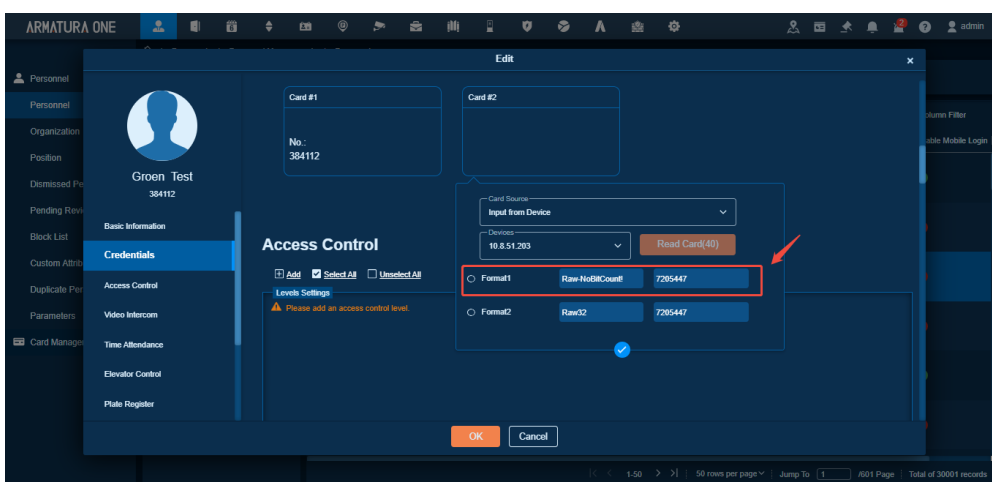 ARMATURA ONE
2
admin
Edit
×
Personnel
Personnel
Organization
Position
Dismissed Pe
Pending Revi
Block List
Custom Attrib
Duplicate Per
Parameters
Card Manage
Groen Test
384112
Basic Information
Credentials
Access Control
Video Intercom
Time Attendance
Elevator Control
Plate Register
Card #1
No.:
384112
Card #2
Card Source
Input from Device
Devices
10.8.51.203
Read Card(40)
Format1 Raw-NoBitCount! 7205447
Format2 Raw32 7205447
Access Control
Add Select All Unselect All
Levels Settings
Please add an access control level.
OK Cancel
olumn Filter
able Mobile Login
1-50 50 rows per page Jump To 1 /601 Page Total of 30001 records